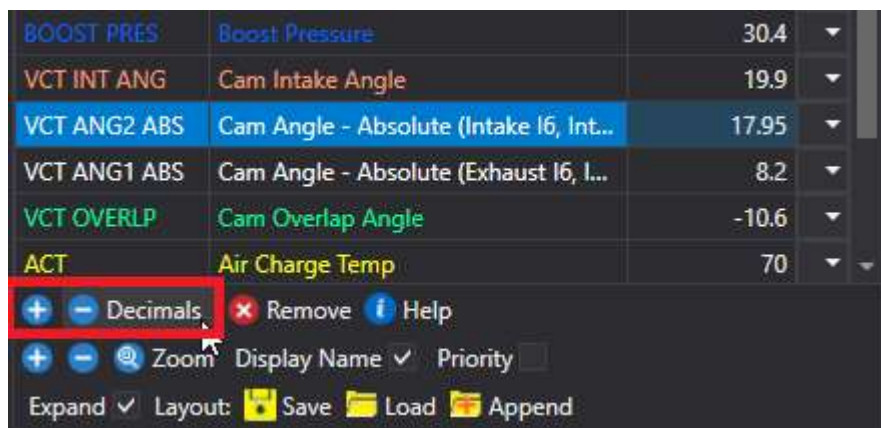 BOOST PRES Boost Pressure 30.4
VCT INT ANG Cam Intake Angle 19.9
VCT ANG2 ABS Cam Angle - Absolute (Intake I6, Int... 17.95
VCT ANG1 ABS Cam Angle - Absolute (Exhaust I6, I... 8.2
VCT OVERLP Cam Overlap Angle -10.6
ACT Air Charge Temp 70
Decimals Remove Help
Zoom Display Name Priority
Expand Layout: Save Load Append